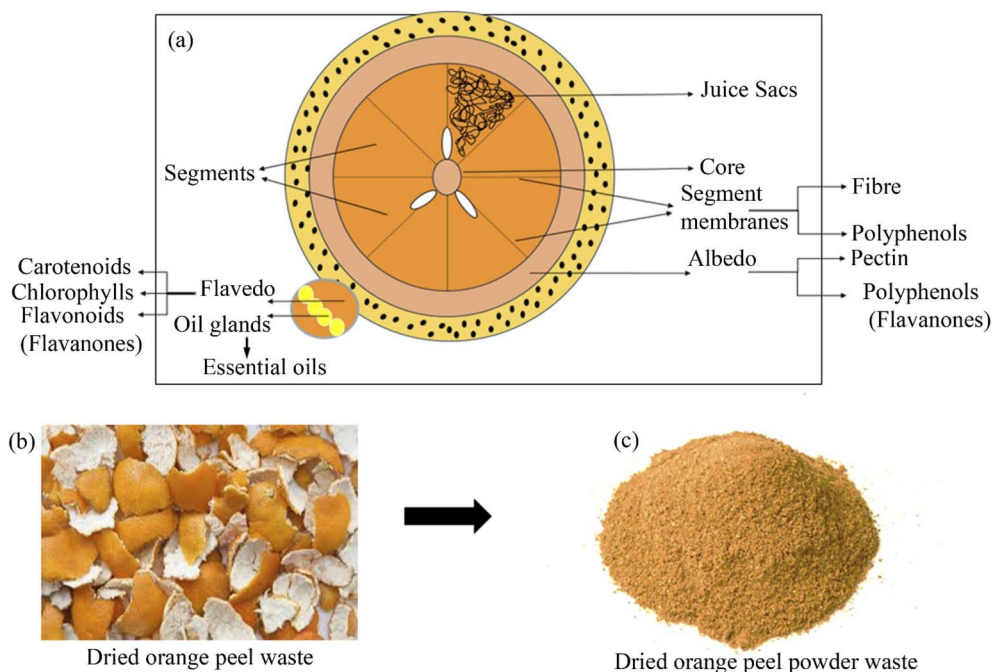 (a)
Juice Sacs
Core
Segments
Segment
membranes
Fibre
Polyphenols
Albedo
Pectin
Polyphenols
(Flavanones)
Carotenoids
Chlorophylls
Flavonoids
(Flavanones)
Flavedo
Oil glands
Essential oils
(b)
(c)
Dried orange peel waste
Dried orange peel powder waste